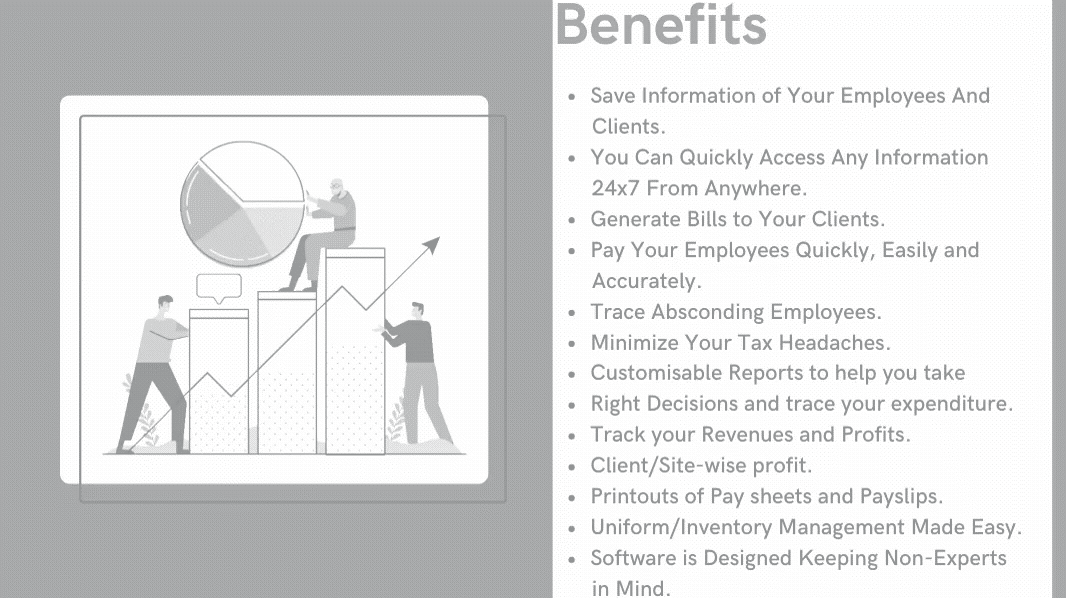 Benefits
• Save Information of Your Employees And
Clients.
• You Can Quickly Access Any Information
24x7 From Anywhere.
• Generate Bills to Your Clients.
• Pay Your Employees Quickly, Easily and
Accurately.
• Trace Absconding Employees.
• Minimize Your Tax Headaches.
• Customisable Reports to help you take
• Right Decisions and trace your expenditure.
• Track your Revenues and Profits.
• Client/Site-wise profit.
• Printouts of Pay sheets and Payslips.
• Uniform/Inventory Management Made Easy.
• Software is Designed Keeping Non-Experts
in Mind.